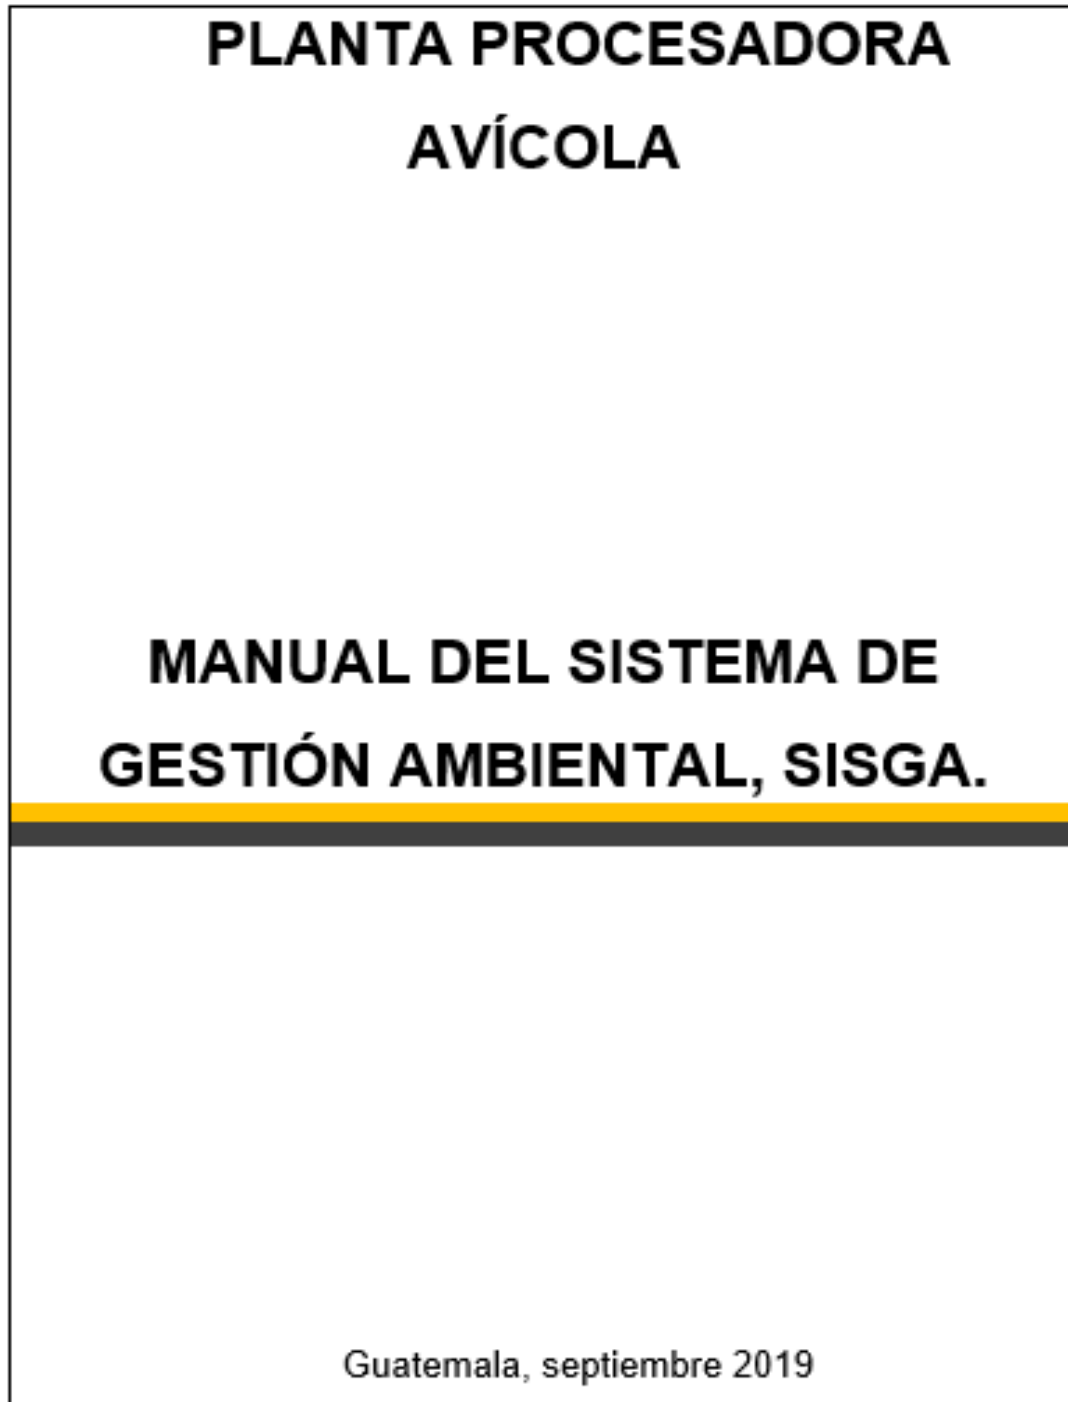 PLANTA PROCESADORA
AVÍCOLA
MANUAL DEL SISTEMA DE
GESTIÓN AMBIENTAL, SISGA.
Guatemala, septiembre 2019